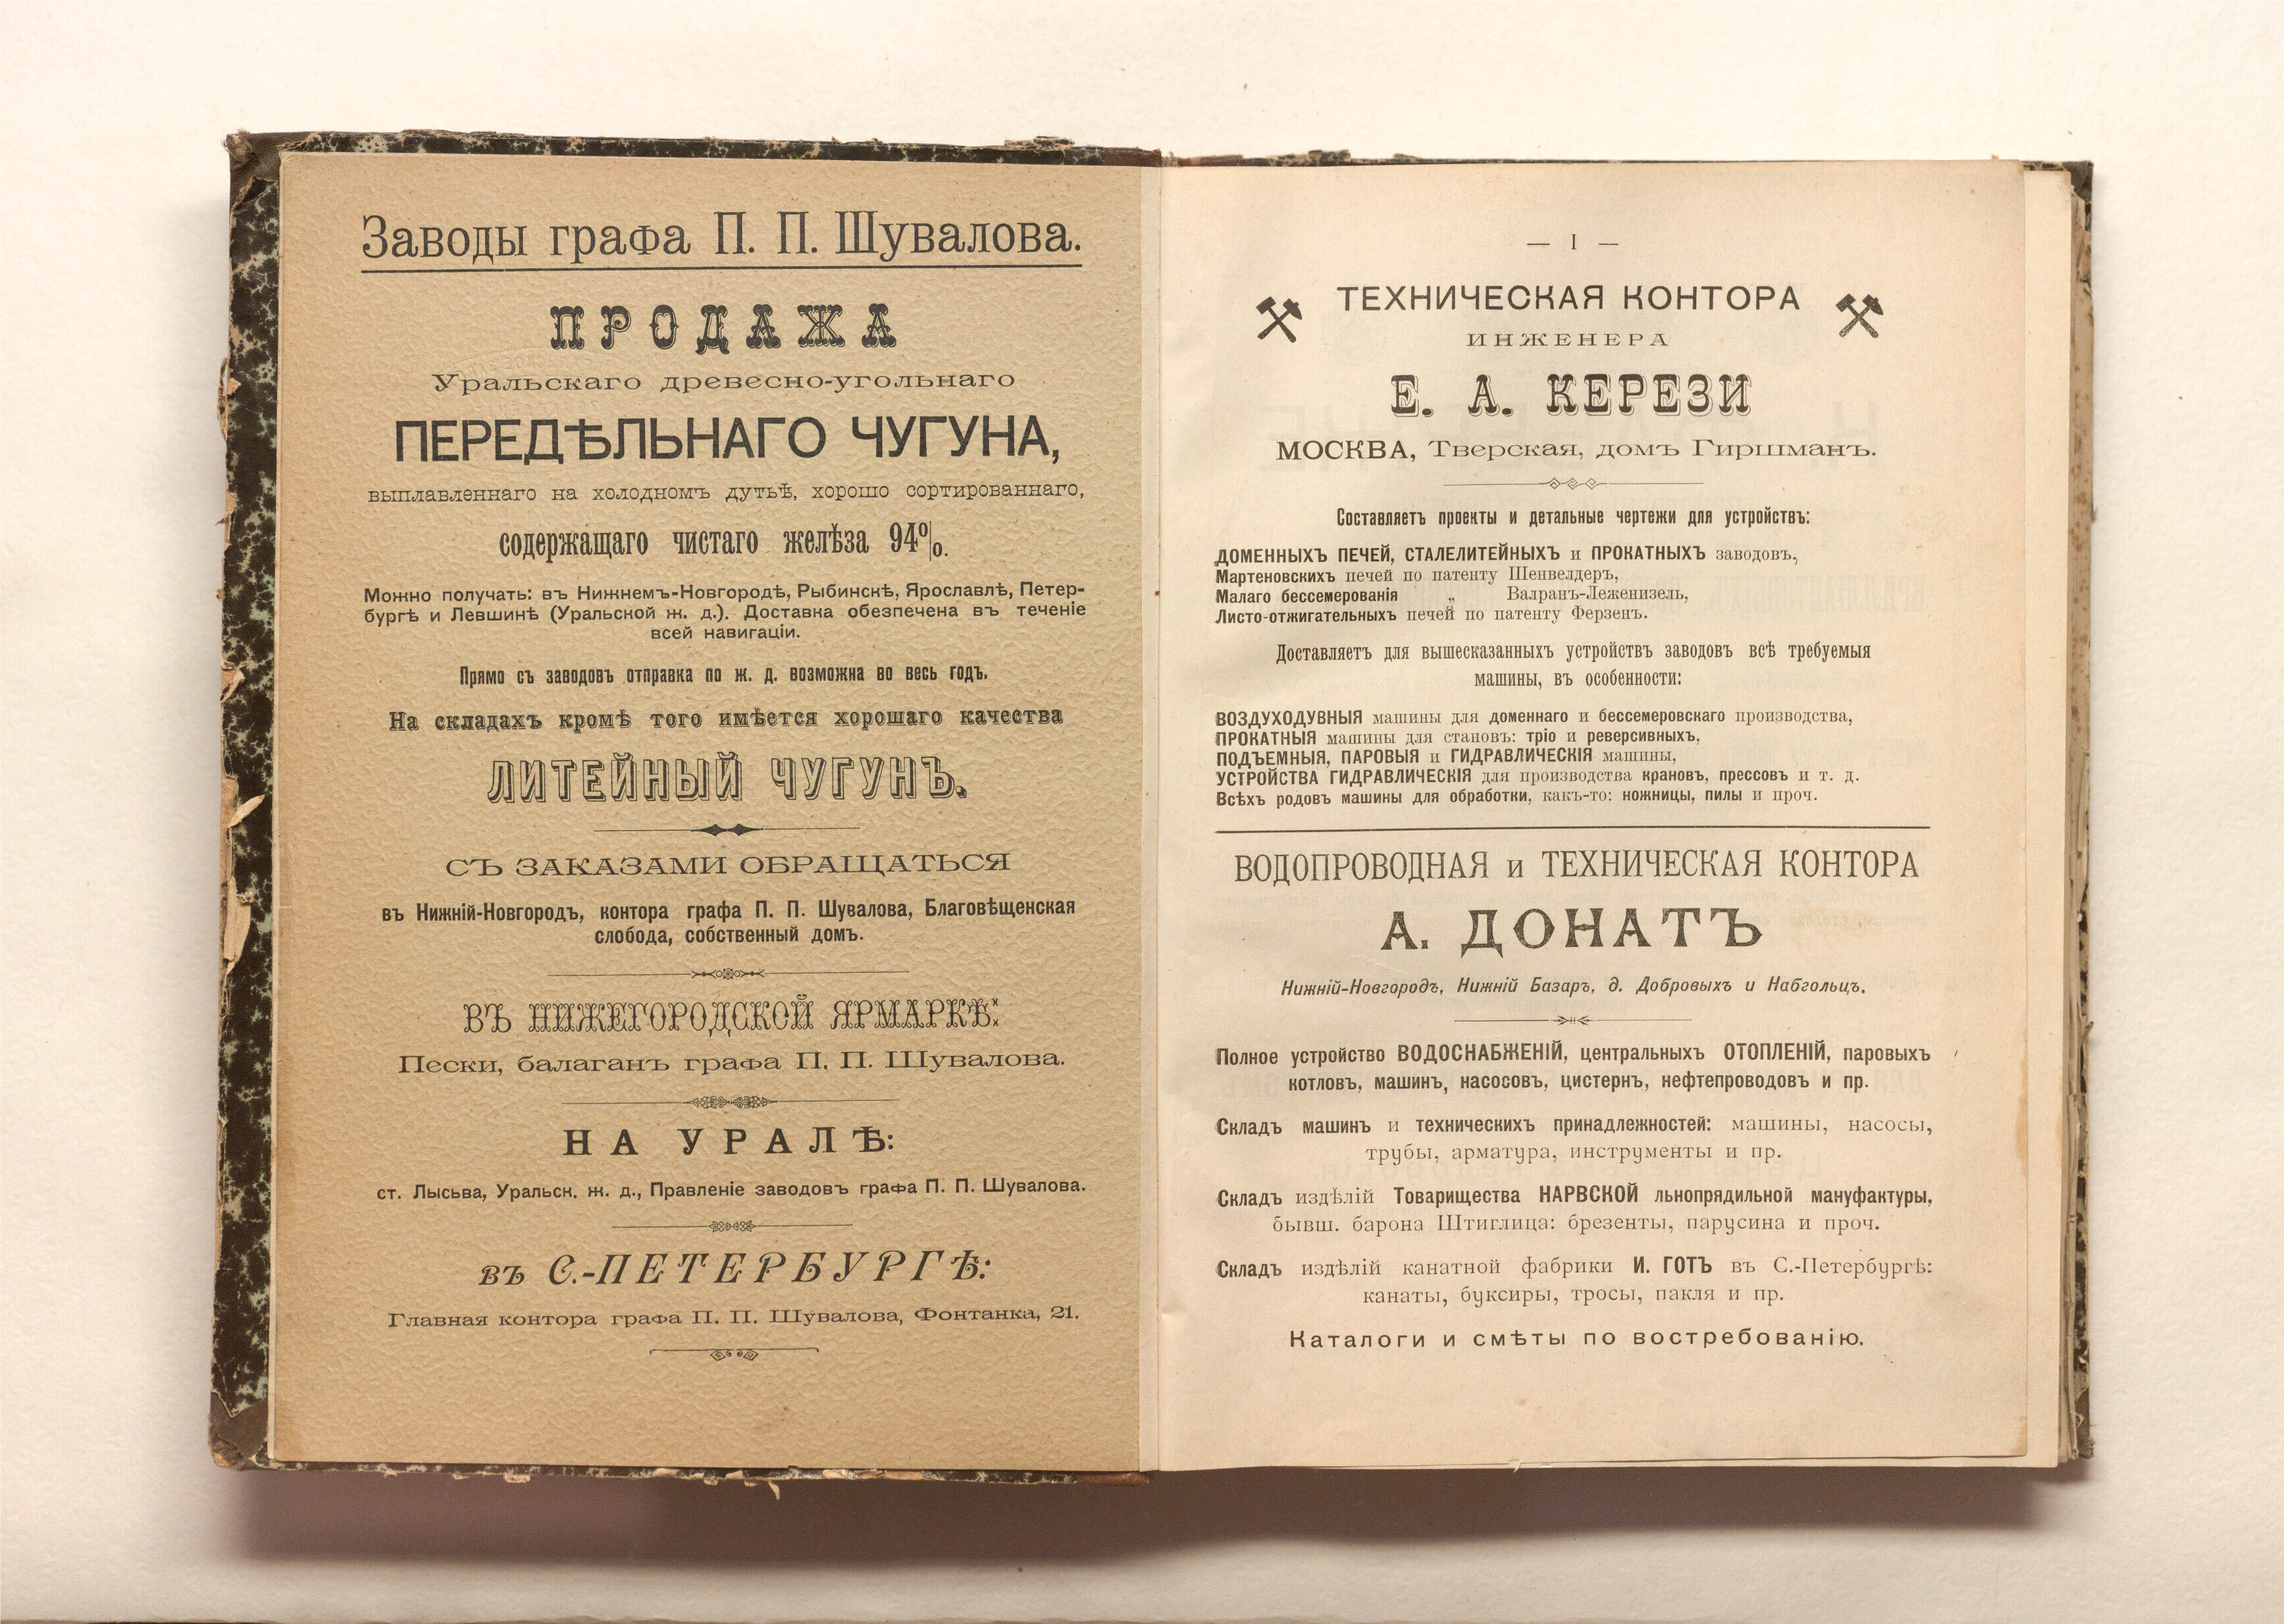 Заводы графа П. П. Шувалова.
ПРОДАЖА
Уральскаго древесно-угольнаго
ПЕРЕДѢЛЬНАГО ЧУГУНА,
выплавленнаго на холодномъ дутьѣ, хорошо сортированнаго,
содержащаго чистаго желѣза 94%.
Можно получать: въ Нижнемъ-Новгородѣ, Рыбинскѣ, Ярославлѣ, Петер-
бургѣ и Левшинѣ (Уральской ж. д.). Доставка обезпечена въ теченіе
всей навигаціи.
Прямо съ заводовъ отправка по ж. д. возможна во весь годъ.
На складахъ кромѣ того имѣется хорошаго качества
ЛИТЕЙНЫЙ ЧУГУНЪ.
СЪ ЗАКАЗАМИ ОБРАЩАТЬСЯ
въ Нижній-Новгородъ, контора графа П. П. Шувалова, Благовѣщенская
слобода, собственный домъ.
ВЪ НИЖЕГОРОДСКОЙ ЯРМАРКѢ:
Пески, балаганъ графа П. П. Шувалова.
НА УРАЛѢ:
ст. Лысьва, Уральск. ж. д., Правленіе заводовъ графа П. П. Шувалова.
въ С.-ПЕТЕРБУРГѢ:
Главная контора графа П. П. Шувалова, Фонтанка, 21.
— I —
ТЕХНИЧЕСКАЯ КОНТОРА
ИНЖЕНЕРА
Е. А. КЕРЕЗИ
МОСКВА, Тверская, домъ Гиршманъ.
Составляетъ проекты и детальные чертежи для устройствъ:
ДОМЕННЫХЪ ПЕЧЕЙ, СТАЛЕЛИТЕЙНЫХЪ и ПРОКАТНЫХЪ заводовъ,
Мартеновскихъ печей по патенту Шенвелдеръ,
Малаго бессемерованія „ Валранъ-Леженизель,
Листо-отжигательныхъ печей по патенту Ферзенъ.
Доставляетъ для вышесказанныхъ устройствъ заводовъ всѣ требуемыя
машины, въ особенности:
ВОЗДУХОДУВНЫЯ машины для доменнаго и бессемеровскаго производства,
ПРОКАТНЫЯ машины для становъ: тріо и реверсивныхъ,
ПОДЪЕМНЫЯ, ПАРОВЫЯ и ГИДРАВЛИЧЕСКІЯ машины,
УСТРОЙСТВА ГИДРАВЛИЧЕСКІЯ для производства крановъ, прессовъ и т. д.
Всѣхъ родовъ машины для обработки, какъ-то: ножницы, пилы и проч.
ВОДОПРОВОДНАЯ и ТЕХНИЧЕСКАЯ КОНТОРА
А. ДОНАТЪ
Нижній-Новгородъ, Нижній Базаръ, д. Добровыхъ и Набгольцъ.
Полное устройство ВОДОСНАБЖЕНІЙ, центральныхъ ОТОПЛЕНІЙ, паровыхъ
котловъ, машинъ, насосовъ, цистернъ, нефтепроводовъ и пр.
Складъ машинъ и техническихъ принадлежностей: машины, насосы,
трубы, арматура, инструменты и пр.
Складъ издѣлій Товарищества НАРВСКОЙ льнопрядильной мануфактуры,
бывш. барона Штиглица: брезенты, парусина и проч.
Складъ издѣлій канатной фабрики И. ГОТЪ въ С.-Петербургѣ:
канаты, буксиры, тросы, пакля и пр.
Каталоги и смѣты по востребованію.